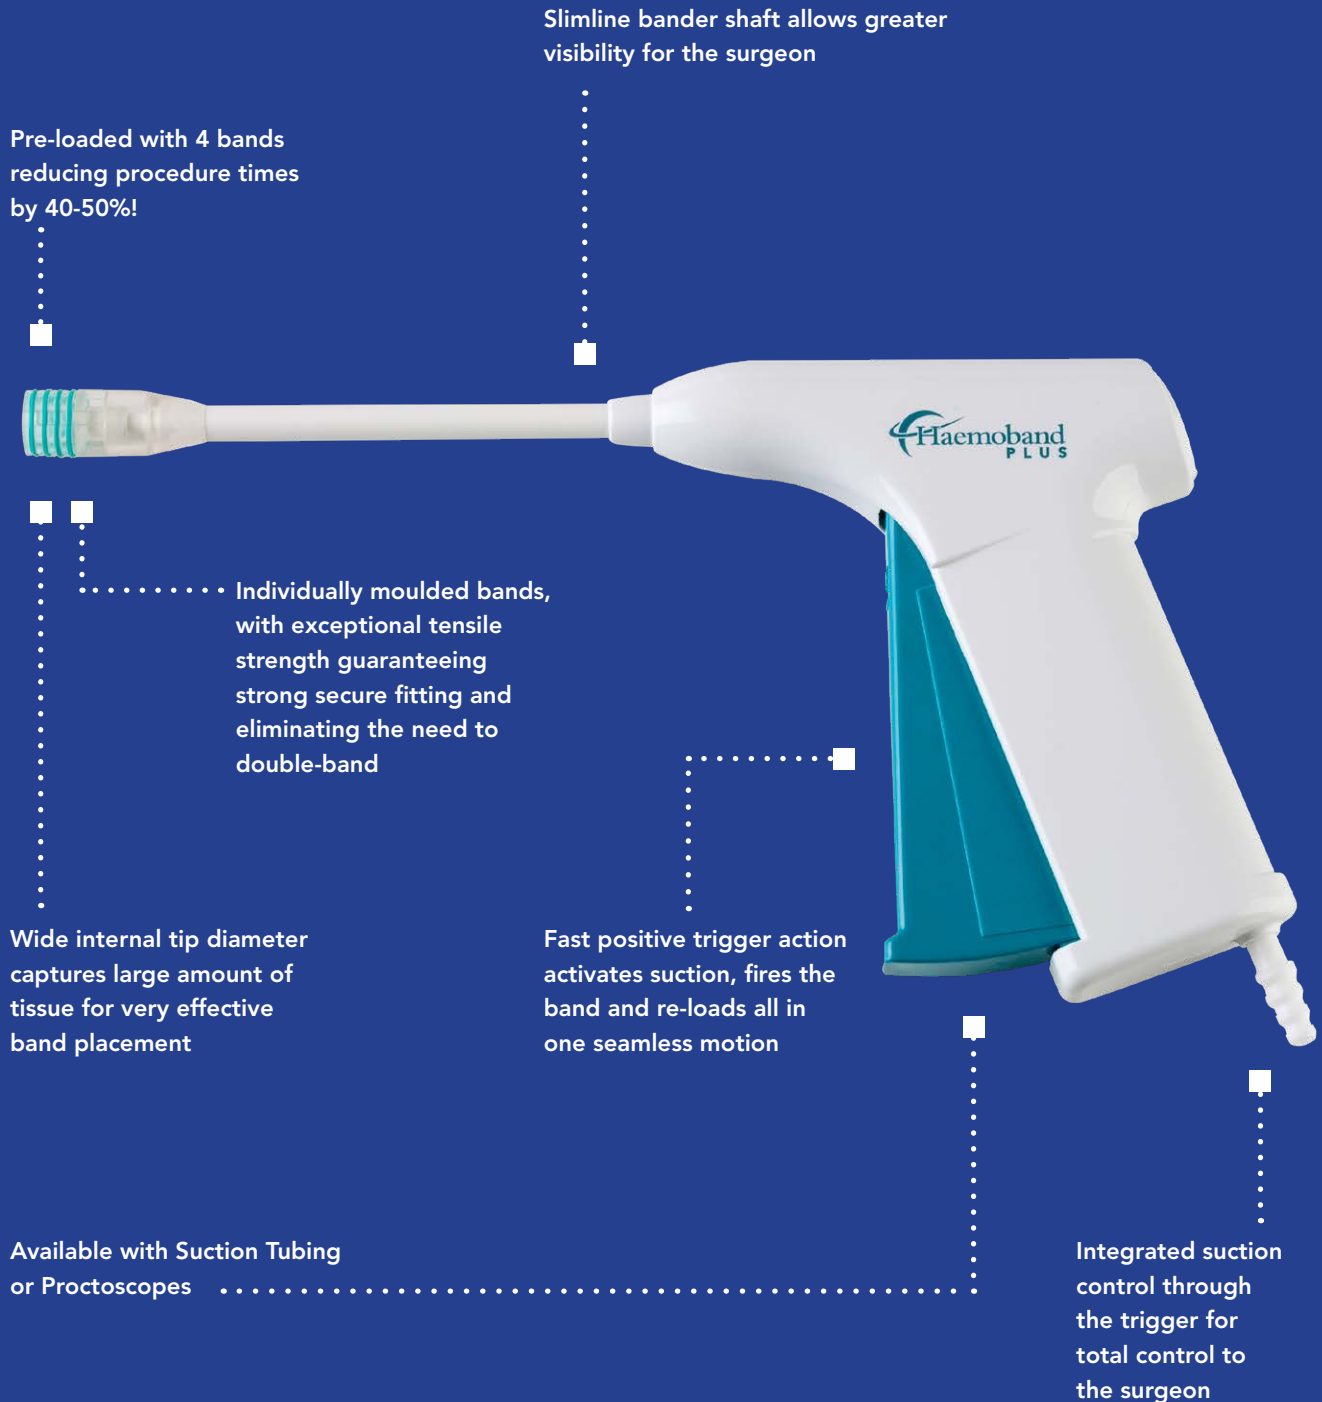 Slimline bander shaft allows greater
visibility for the surgeon
Pre-loaded with 4 bands
reducing procedure times
by 40-50%!
Haemoband
PLUS
Individually moulded bands,
with exceptional tensile
strength guaranteeing
strong secure fitting and
eliminating the need to
double-band
Wide internal tip diameter
captures large amount of
tissue for very effective
band placement
Fast positive trigger action
activates suction, fires the
band and re-loads all in
one seamless motion
Available with Suction Tubing
or Proctoscopes
Integrated suction
control through
the trigger for
total control to
the surgeon